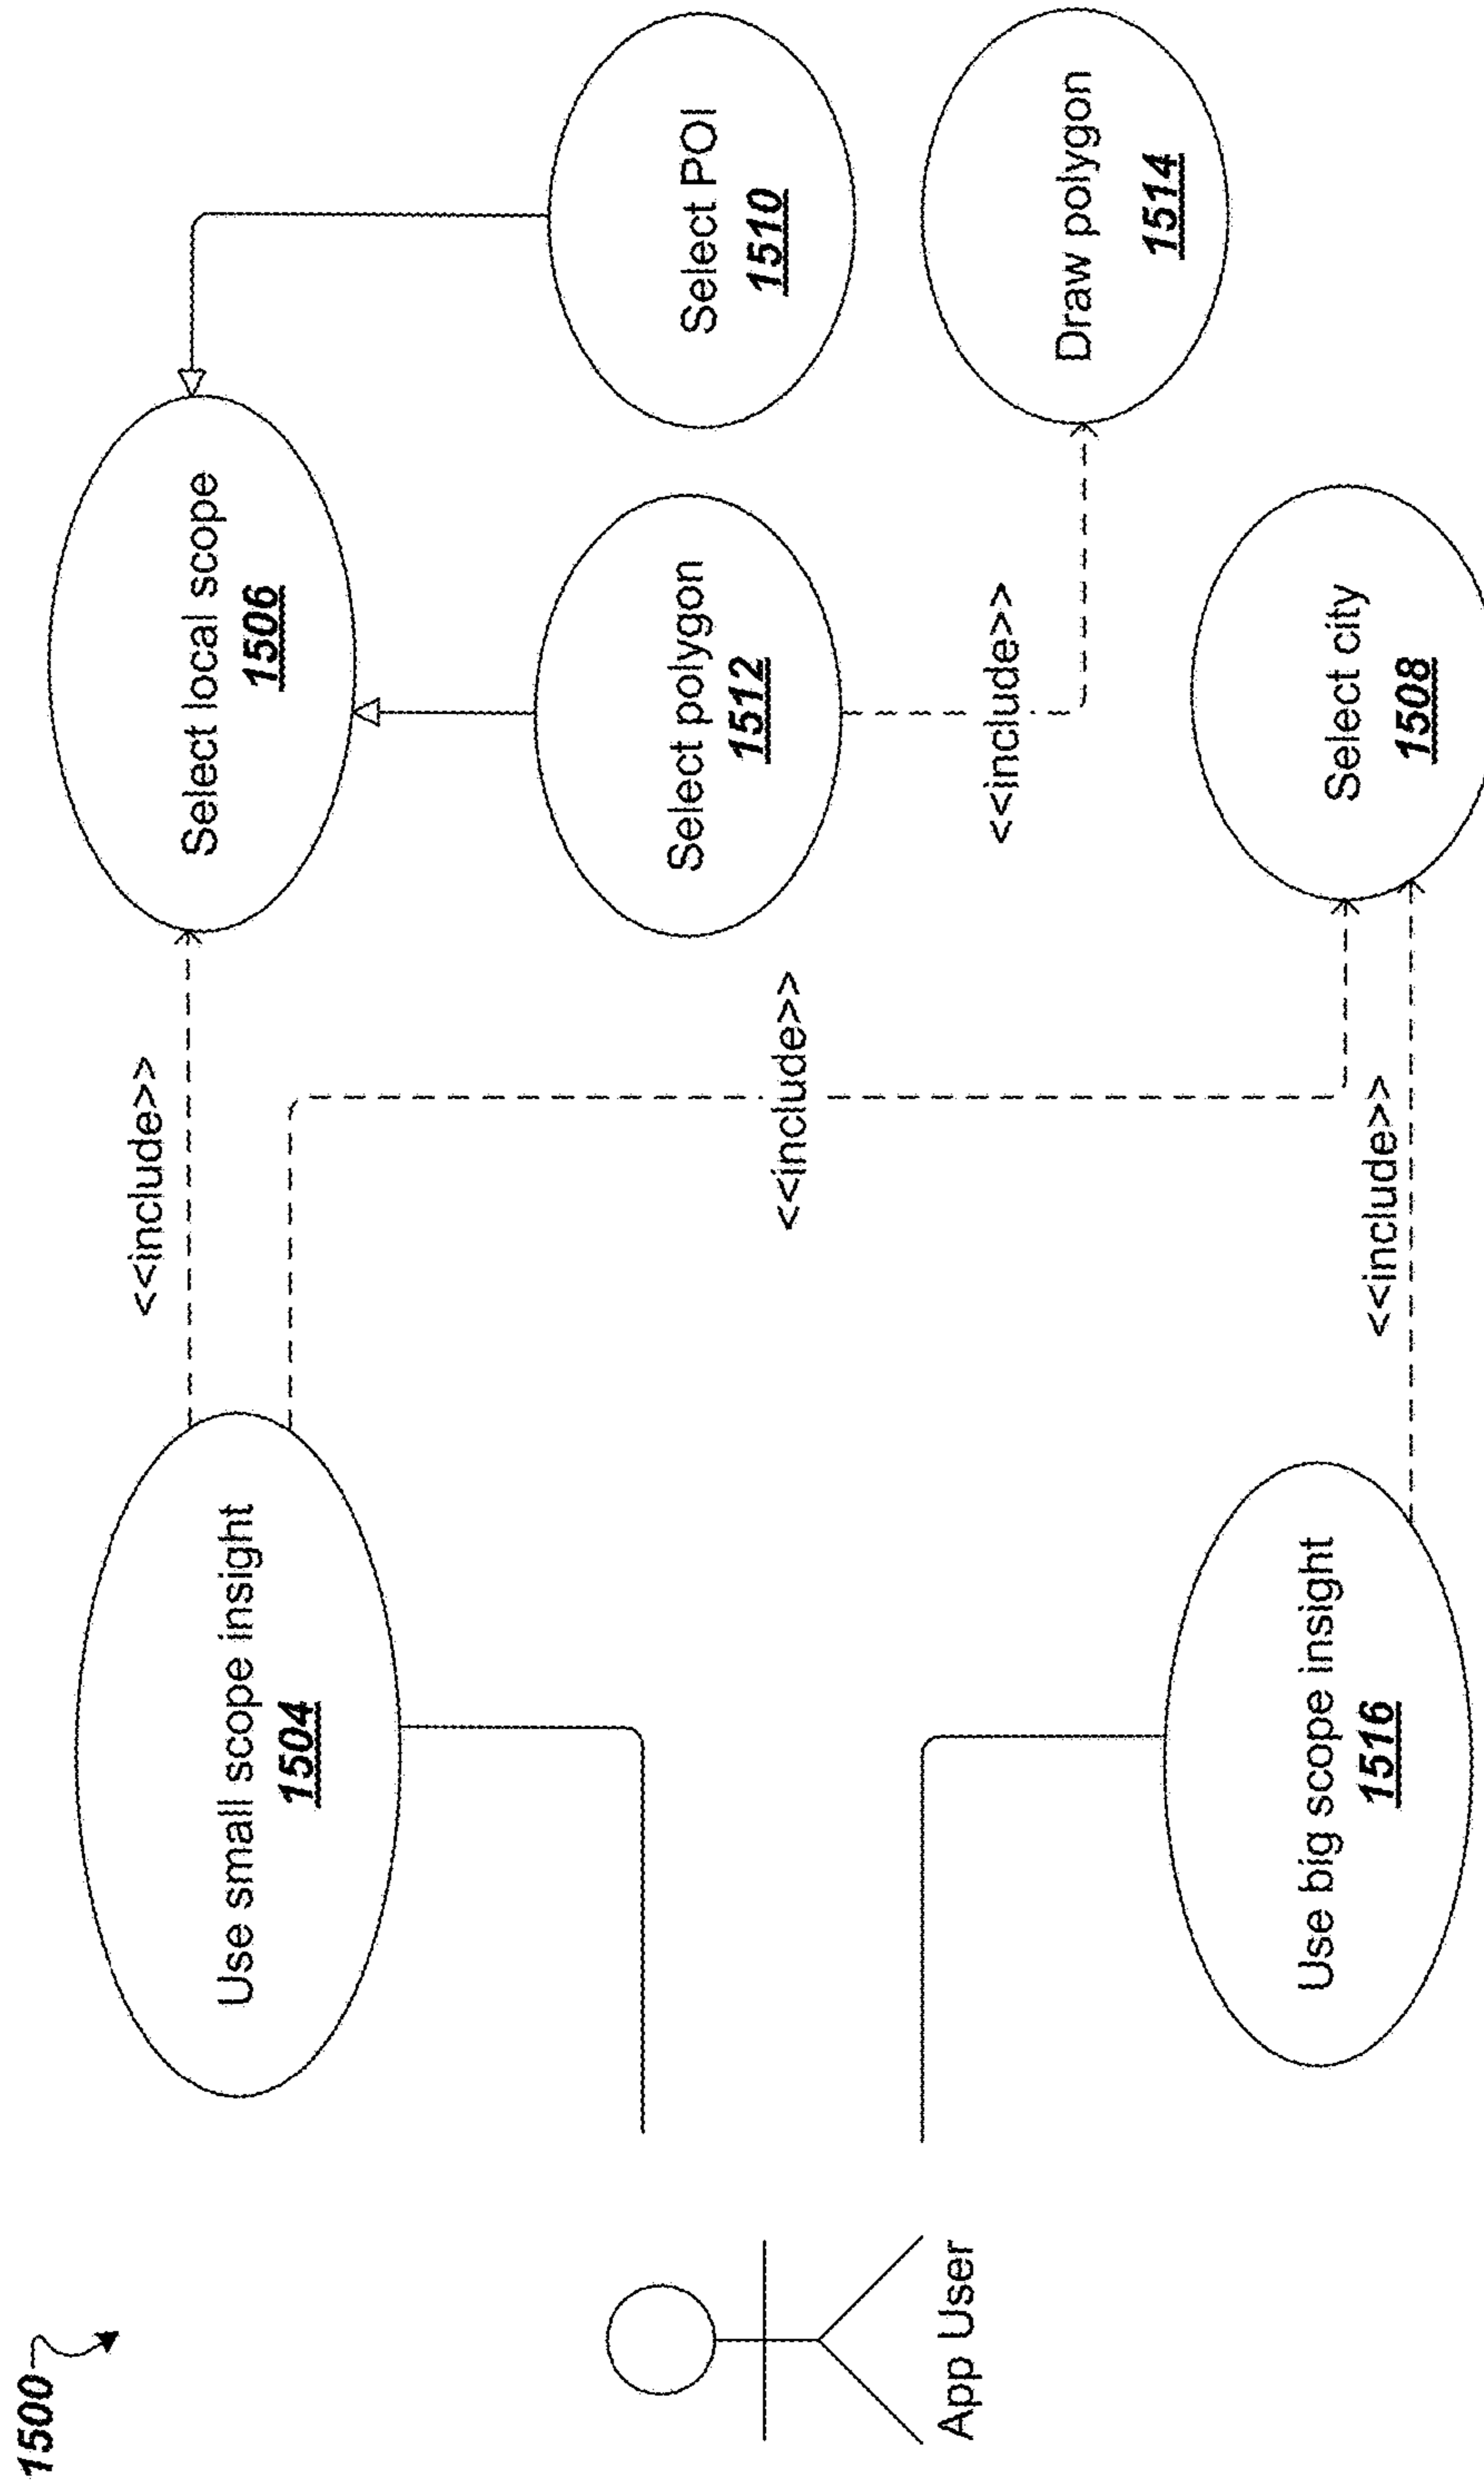 1500
App User
Use small scope insight
1504
<<include>>
Select local scope
1506
<<include>>
Select polygon
1512
Select POI
1510
<<include>>
Draw polygon
1514
Use big scope insight
1516
<<include>>
Select city
1508